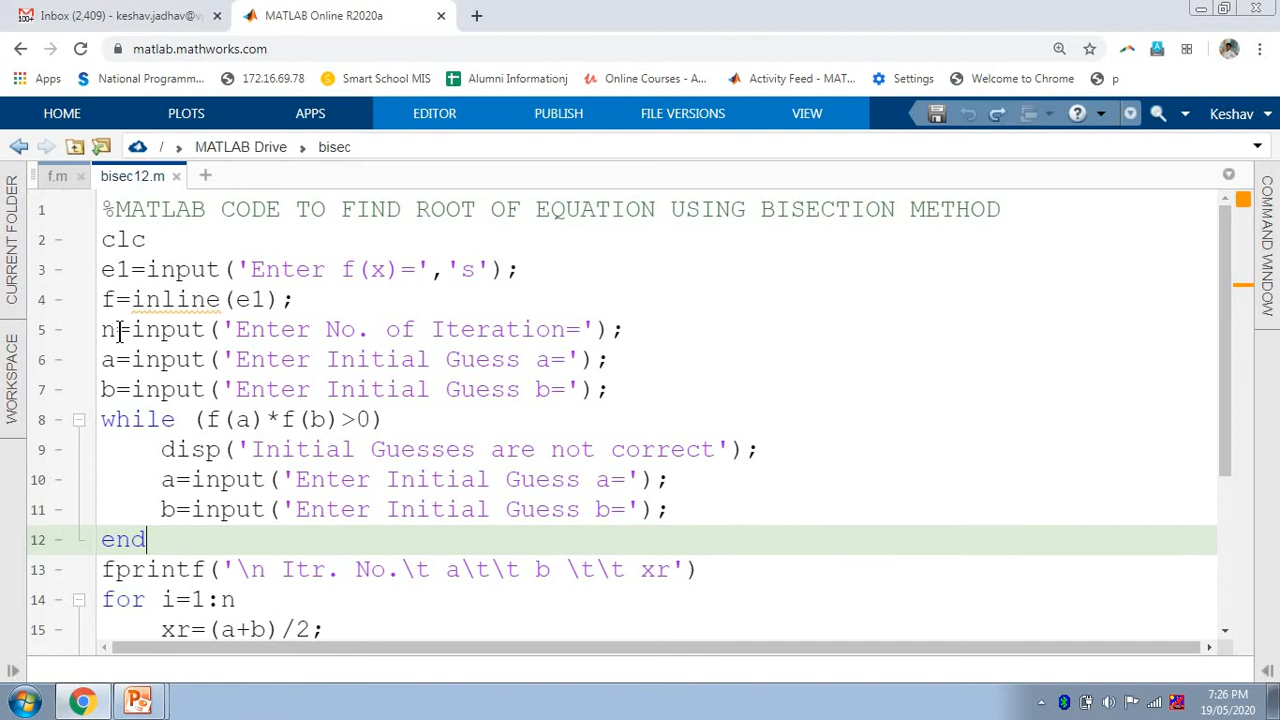 Inbox (2,409) - keshav.jadhav@v
MATLAB Online R2020a
matlab.mathworks.com
Apps
National Programm...
172.16.69.78
Smart School MIS
Alumni Informationj
Online Courses - A...
Activity Feed - MAT...
Settings
Welcome to Chrome
p
HOME PLOTS APPS EDITOR PUBLISH FILE VERSIONS VIEW
Keshav
/ MATLAB Drive bisec
f.m
bisec12.m
CURRENT FOLDER
WORKSPACE
COMMAND WINDOW
1 %MATLAB CODE TO FIND ROOT OF EQUATION USING BISECTION METHOD
2 - clc
3 - e1=input('Enter f(x)=','s');
4 - f=inline(e1);
5 - n=input('Enter No. of Iteration=');
6 - a=input('Enter Initial Guess a=');
7 - b=input('Enter Initial Guess b=');
8 - while (f(a)*f(b)>0)
9 - disp('Initial Guesses are not correct');
10 - a=input('Enter Initial Guess a=');
11 - b=input('Enter Initial Guess b=');
12 - end
13 - fprintf('\n Itr. No.\t a\t\t b \t\t xr')
14 - for i=1:n
15 - xr=(a+b)/2;
7:26 PM
19/05/2020